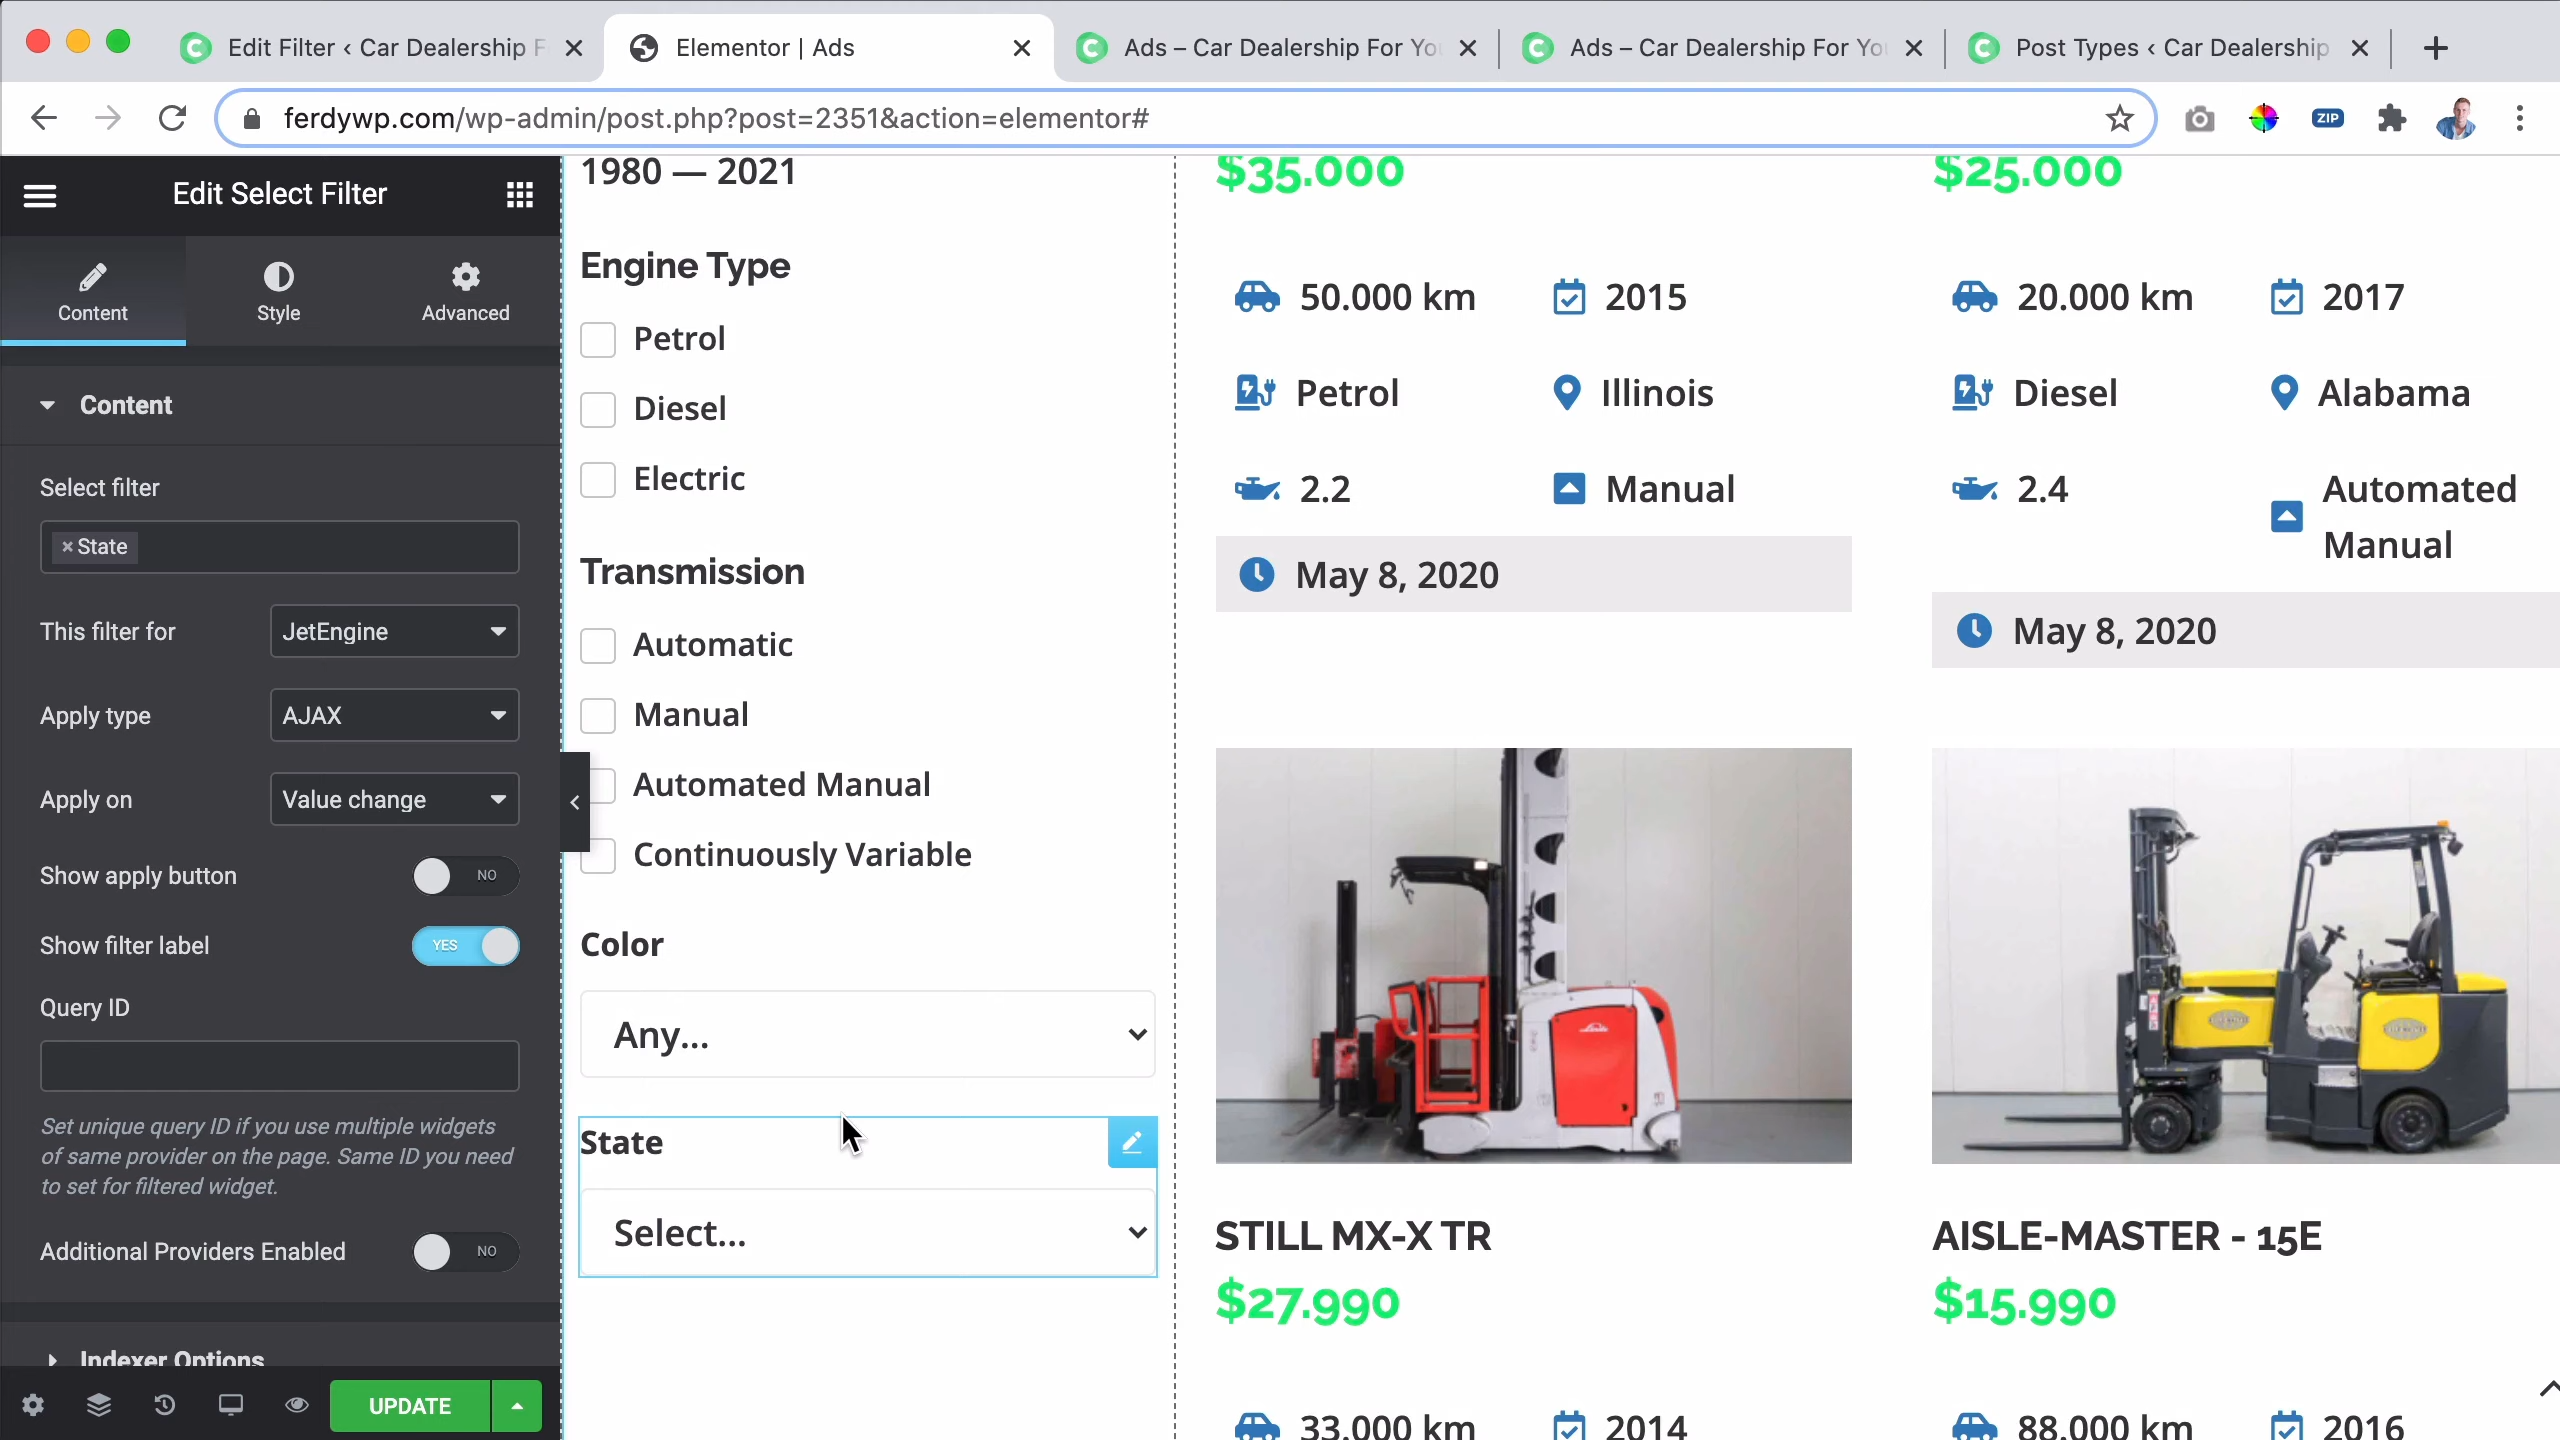 Edit Filter ‹ Car Dealership F
Elementor | Ads
Ads – Car Dealership For You
Ads – Car Dealership For You
Post Types ‹ Car Dealership
ferdywp.com/wp-admin/post.php?post=2351&action=elementor#
ZIP
Edit Select Filter
Content
Style
Advanced
Content
Select filter
× State
This filter for
JetEngine
Apply type
AJAX
Apply on
Value change
Show apply button
NO
Show filter label
YES
Query ID
Set unique query ID if you use multiple widgets
of same provider on the page. Same ID you need
to set for filtered widget.
Additional Providers Enabled
NO
Indexer Options
UPDATE
1980 — 2021
Engine Type
Petrol
Diesel
Electric
Transmission
Automatic
Manual
Automated Manual
Continuously Variable
Color
Any...
State
Select...
$35.000
50.000 km
2015
Petrol
Illinois
2.2
Manual
May 8, 2020
STILL MX-X TR
$27.990
33.000 km
2014
$25.000
20.000 km
2017
Diesel
Alabama
2.4
Automated
Manual
May 8, 2020
AISLE-MASTER - 15E
$15.990
88.000 km
2016